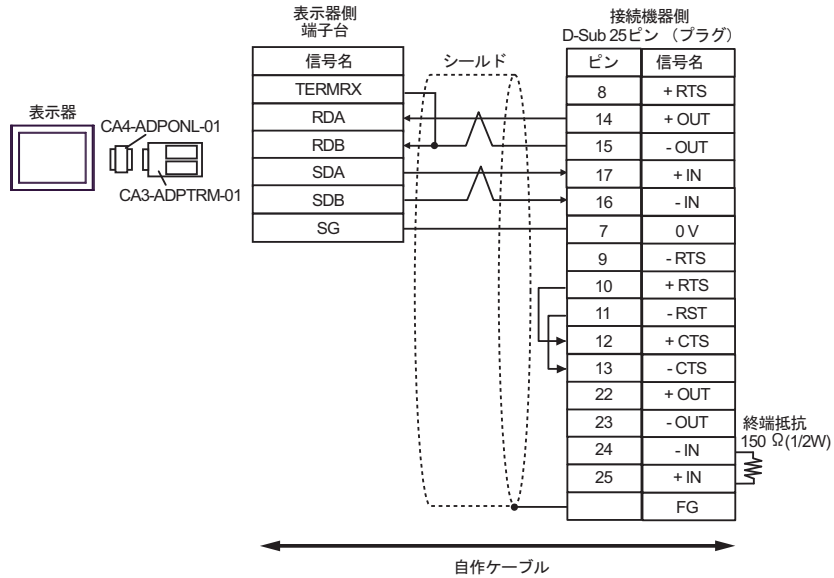 表示器側
端子台
接続機器側
D-Sub 25ピン （プラグ）
表示器
CA4-ADPONL-01
CA3-ADPTRM-01
信号名
TERMRX
RDA
RDB
SDA
SDB
SG
シールド
ピン 信号名
8 + RTS
14 + OUT
15 - OUT
17 + IN
16 - IN
7 0 V
9 - RTS
10 + RTS
11 - RST
12 + CTS
13 - CTS
22 + OUT
23 - OUT
24 - IN
25 + IN
FG
終端抵抗
150 Ω(1/2W)
自作ケーブル